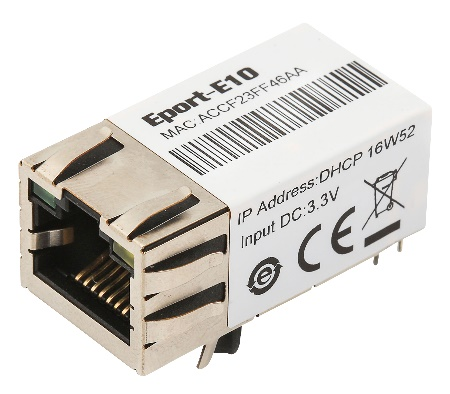 Eport-E10
MAC:ACCF23FF46AA
IP Address:DHCP 16W52
Input DC:3.3V
CE